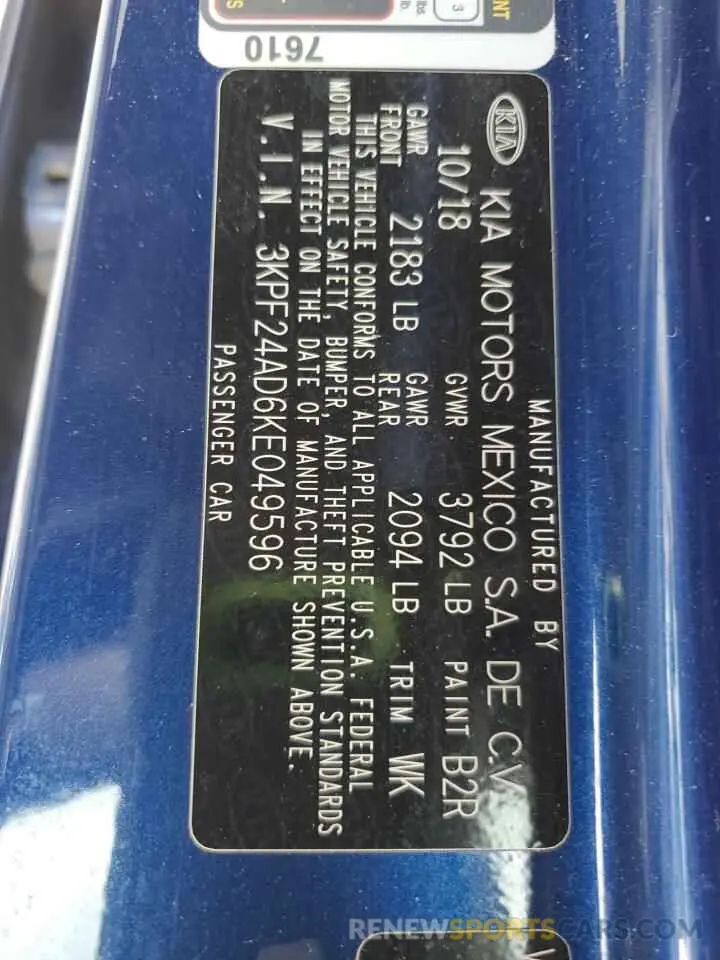 7610
MANUFACTURED BY
KIA KIA MOTORS MEXICO S.A. DE C.V.
10/18 GVWR 3792 LB PAINT B2R
GAWR FRONT 2183 LB GAWR REAR 2094 LB TRIM WK
THIS VEHICLE CONFORMS TO ALL APPLICABLE U.S.A. FEDERAL
MOTOR VEHICLE SAFETY, BUMPER, AND THEFT PREVENTION STANDARDS
IN EFFECT ON THE DATE OF MANUFACTURE SHOWN ABOVE.
V.I.N. 3KPF24AD6KE049596
PASSENGER CAR
RENEWSPORTSCARS.COM